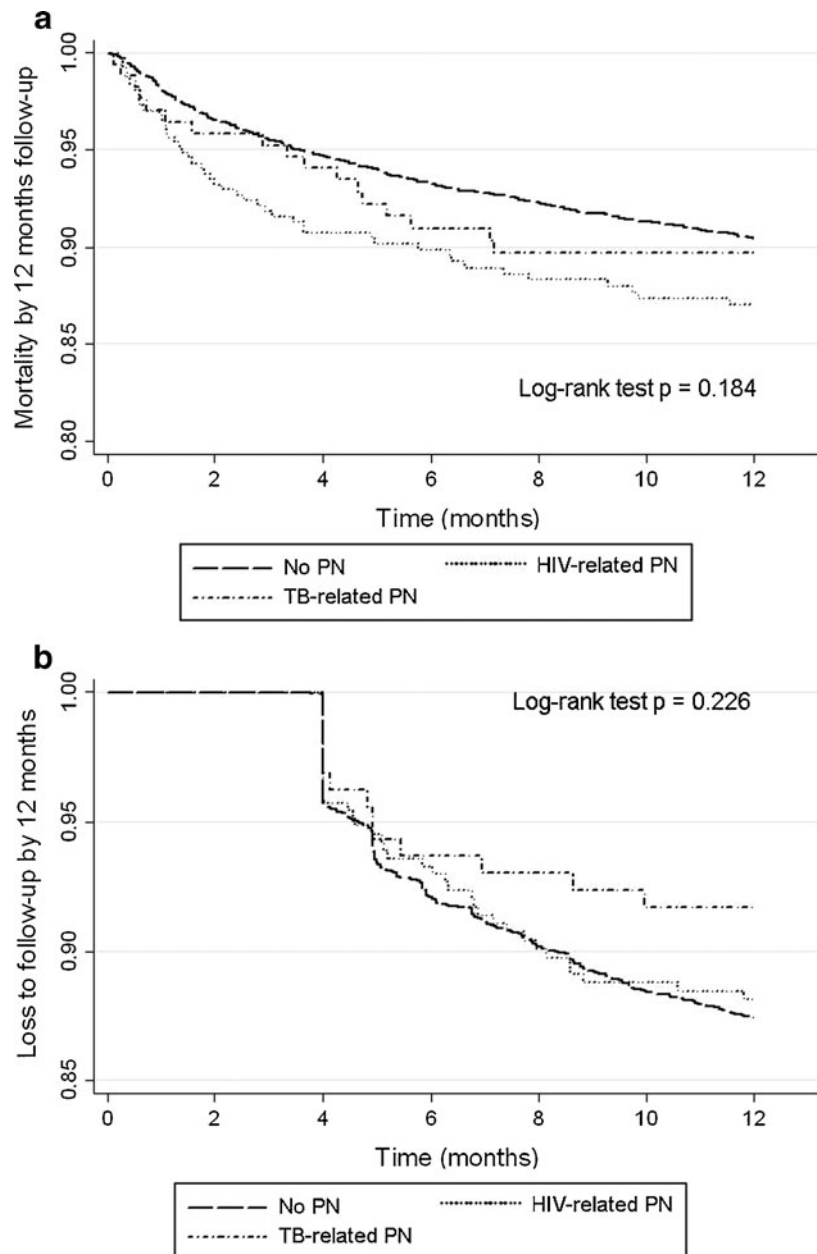 a
Mortality by 12 months follow-up
1.00
0.95
0.90
0.85
0.80
Log-rank test p = 0.184
0 2 4 6 8 10 12
Time (months)
No PN HIV-related PN
TB-related PN
b
Loss to follow-up by 12 months
1.00
0.95
0.90
0.85
Log-rank test p = 0.226
0 2 4 6 8 10 12
Time (months)
No PN HIV-related PN
TB-related PN